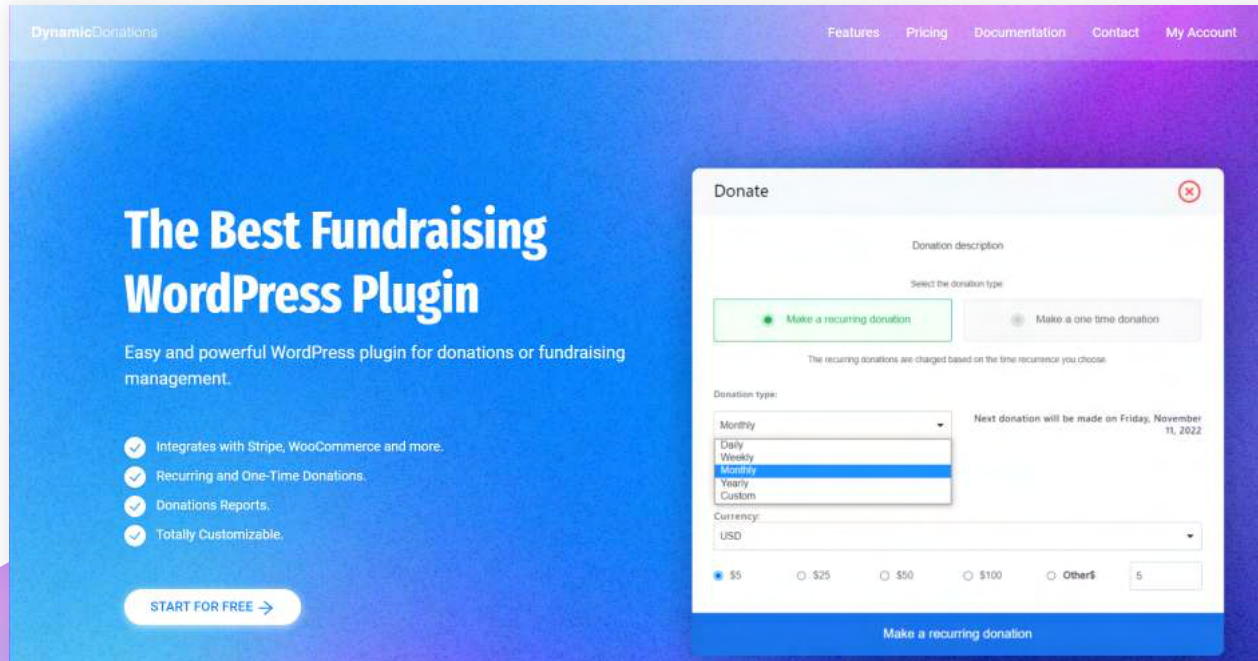 DynamicDonations
Features Pricing Documentation Contact My Account
The Best Fundraising
WordPress Plugin
Easy and powerful WordPress plugin for donations or fundraising
management.
Integrates with Stripe, WooCommerce and more.
Recurring and One-Time Donations.
Donations Reports.
Totally Customizable.
START FOR FREE →
Donate
Donation description
Select the donation type
Make a recurring donation Make a one time donation
The recurring donations are charged based on the time recurrence you choose.
Donation type:
Monthly
Next donation will be made on Friday, November
11, 2022
Daily
Weekly
Monthly
Yearly
Custom
Currency:
USD
$5 $25 $50 $100 Other$ 5
Make a recurring donation